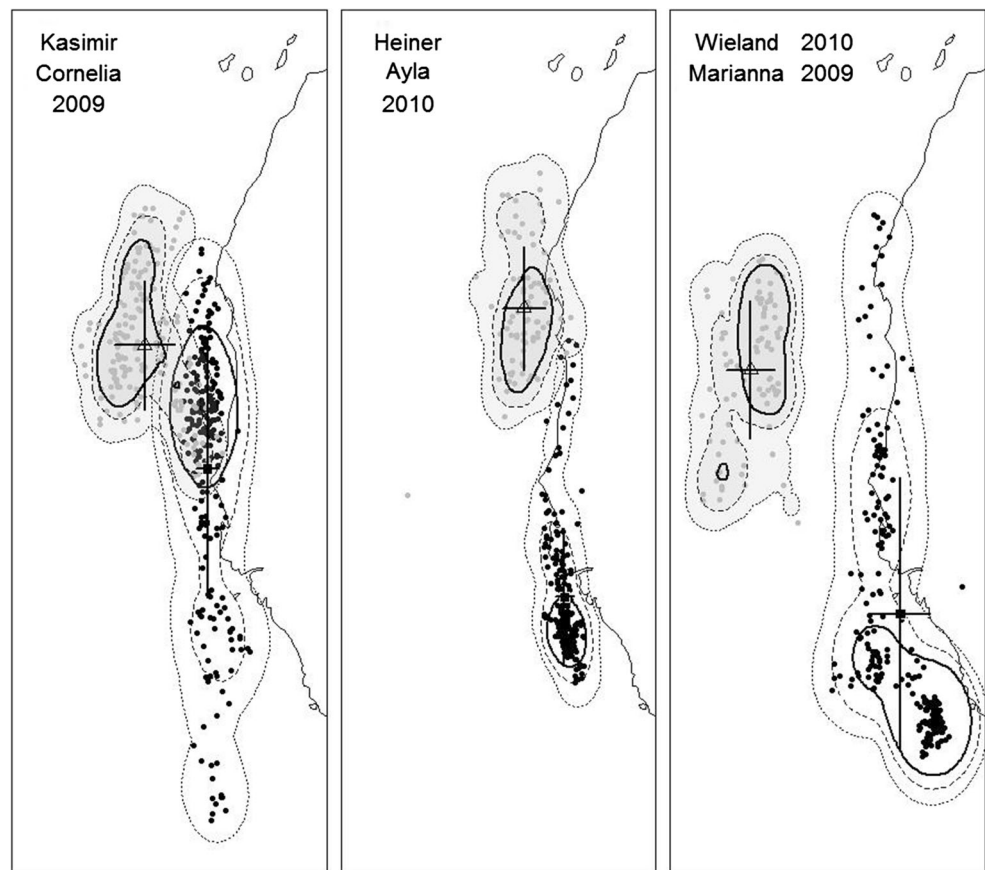 Kasimir
Cornelia
2009
Heiner
Ayla
2010
Wieland 2010
Marianna 2009